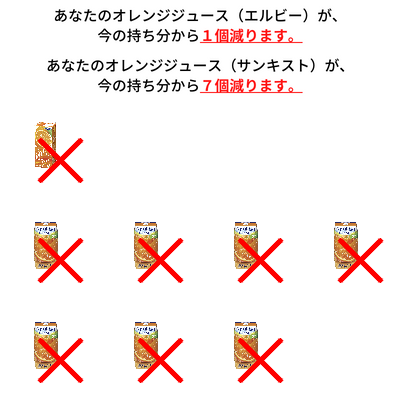 あなたのオレンジジュース（エルビー）が、
今の持ち分から１個減ります。
あなたのオレンジジュース（サンキスト）が、
今の持ち分から７個減ります。